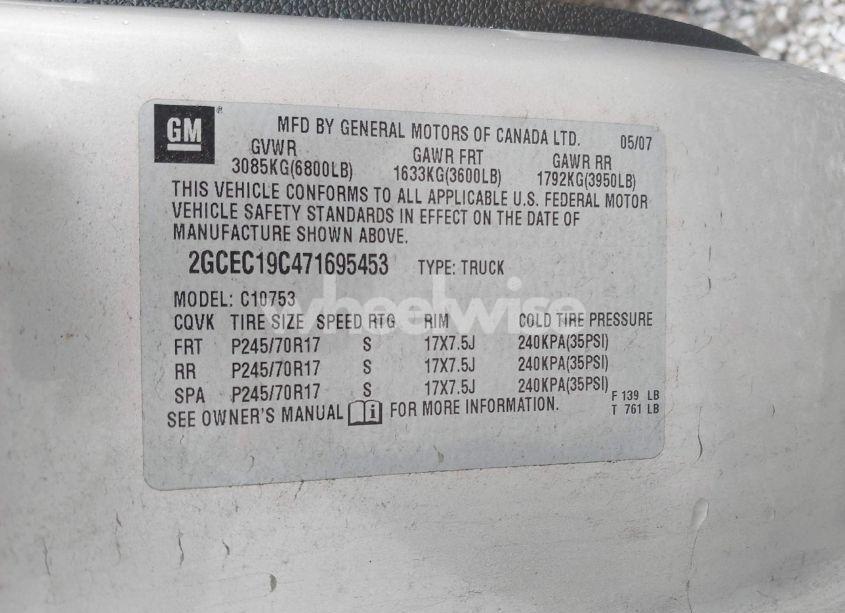 GM
MFD BY GENERAL MOTORS OF CANADA LTD. 05/07
GVWR GAWR FRT GAWR RR
3085KG(6800LB) 1633KG(3600LB) 1792KG(3950LB)
THIS VEHICLE CONFORMS TO ALL APPLICABLE U.S. FEDERAL MOTOR
VEHICLE SAFETY STANDARDS IN EFFECT ON THE DATE OF
MANUFACTURE SHOWN ABOVE.
2GCEC19C471695453 TYPE: TRUCK
wheelwise
MODEL: C10753
CQVK TIRE SIZE SPEED RTG RIM COLD TIRE PRESSURE
FRT P245/70R17 S 17X7.5J 240KPA(35PSI)
RR P245/70R17 S 17X7.5J 240KPA(35PSI)
SPA P245/70R17 S 17X7.5J 240KPA(35PSI)
F 139 LB
SEE OWNER'S MANUAL FOR MORE INFORMATION. T 761 LB